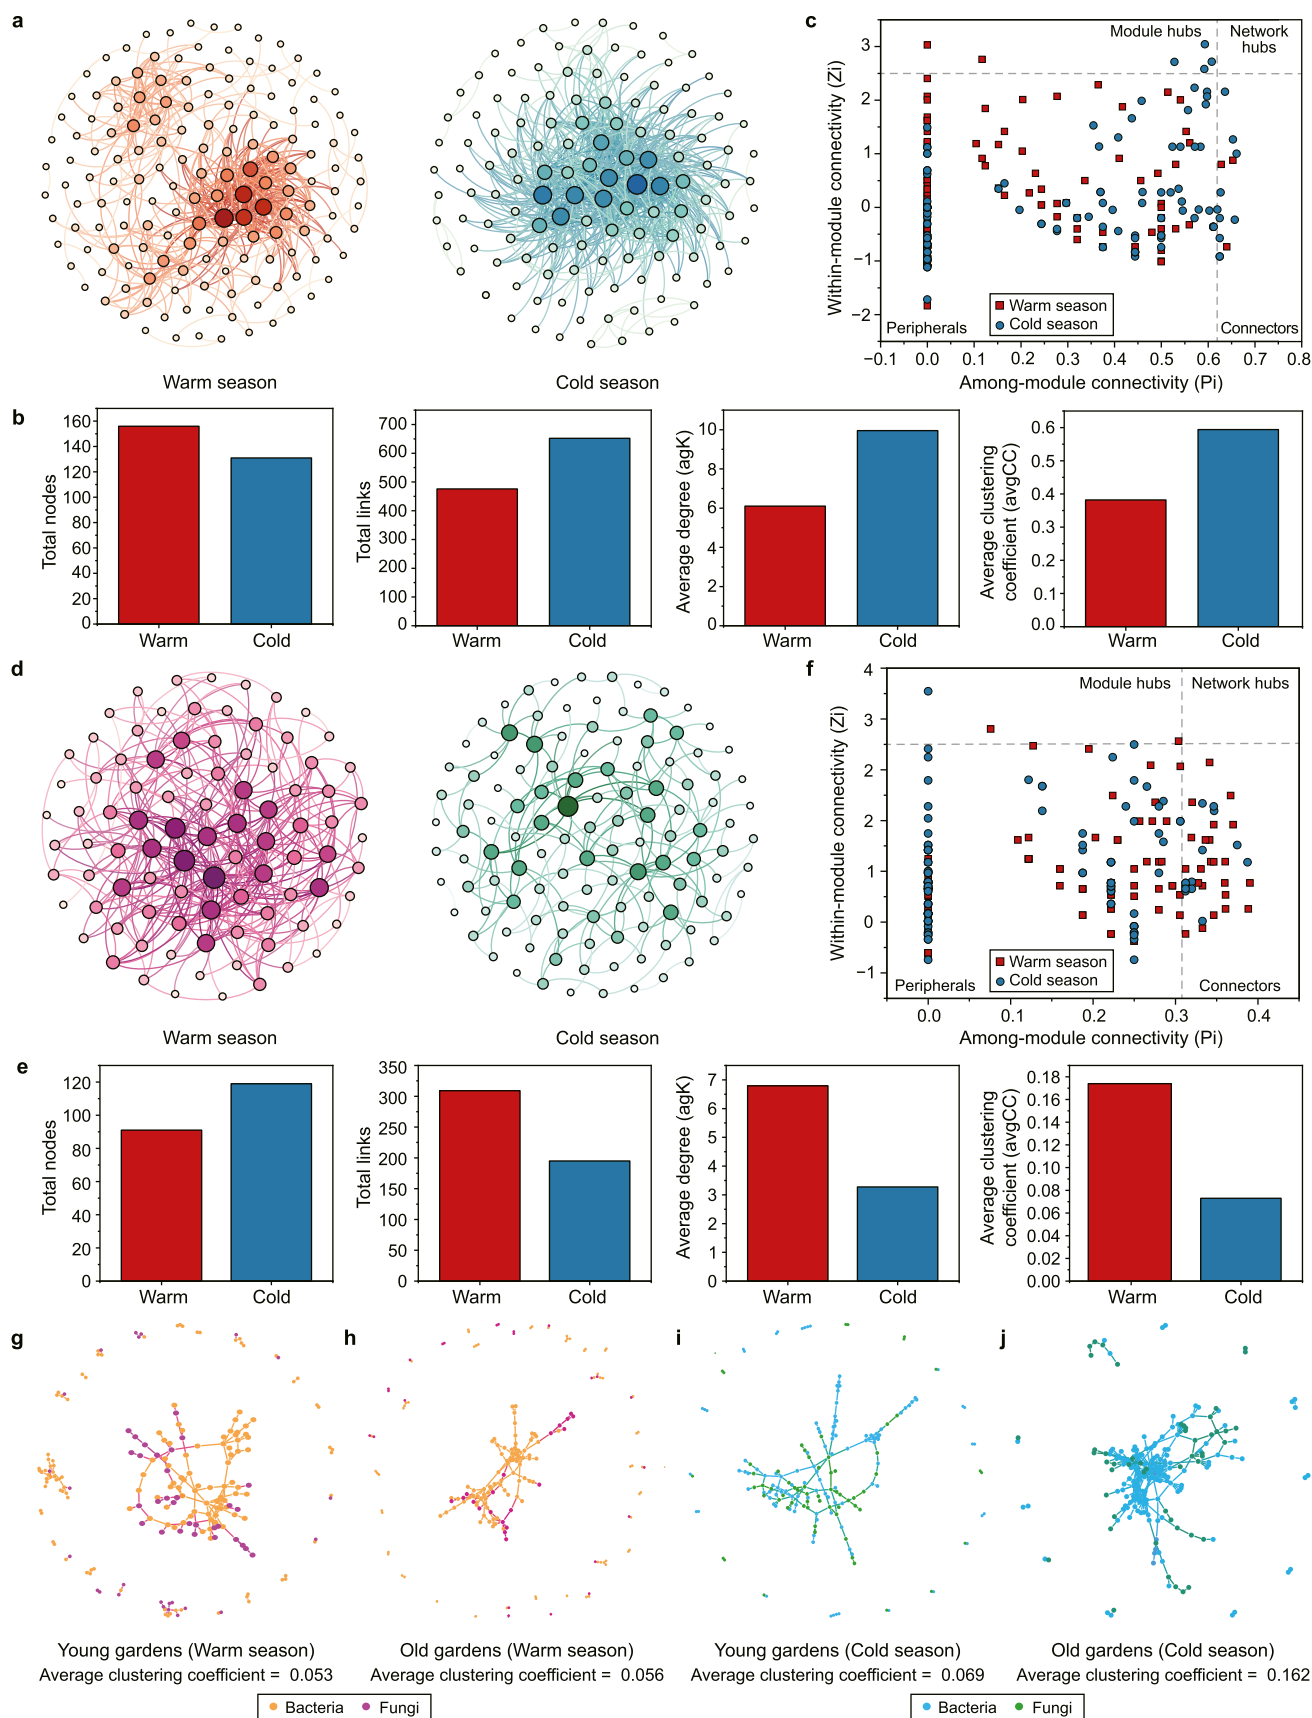 a
Warm season
Cold season
c
Within-module connectivity (Zi)
3
2
1
0
−1
−2
Module hubs
Network
hubs
Warm season
Cold season
Peripherals
Connectors
−0.1 0.0 0.1 0.2 0.3 0.4 0.5 0.6 0.7 0.8
Among-module connectivity (Pi)
b
Total nodes
160
140
120
100
80
60
40
20
0
Warm Cold
Total links
700
600
500
400
300
200
100
0
Warm Cold
Average degree (agK)
10
8
6
4
2
0
Warm Cold
Average clustering
coefficient (avgCC)
0.6
0.5
0.4
0.3
0.2
0.1
0.0
Warm Cold
d
Warm season
Cold season
f
Within-module connectivity (Zi)
4
3
2
2
1
0
−1
Module hubs
Network hubs
Warm season
Cold season
Peripherals
Connectors
0.0 0.1 0.2 0.3 0.4
Among-module connectivity (Pi)
e
Total nodes
120
100
80
60
40
20
0
Warm Cold
Total links
350
300
250
200
150
100
50
0
Warm Cold
Average degree (agK)
7
6
5
4
3
2
1
0
Warm Cold
Average clustering
coefficient (avgCC)
0.18
0.16
0.14
0.12
0.10
0.08
0.06
0.04
0.02
0.00
Warm Cold
g
h
i
j
Young gardens (Warm season)
Average clustering coefficient = 0.053
Old gardens (Warm season)
Average clustering coefficient = 0.056
Young gardens (Cold season)
Average clustering coefficient = 0.069
Old gardens (Cold season)
Average clustering coefficient = 0.162
Bacteria Fungi
Bacteria Fungi